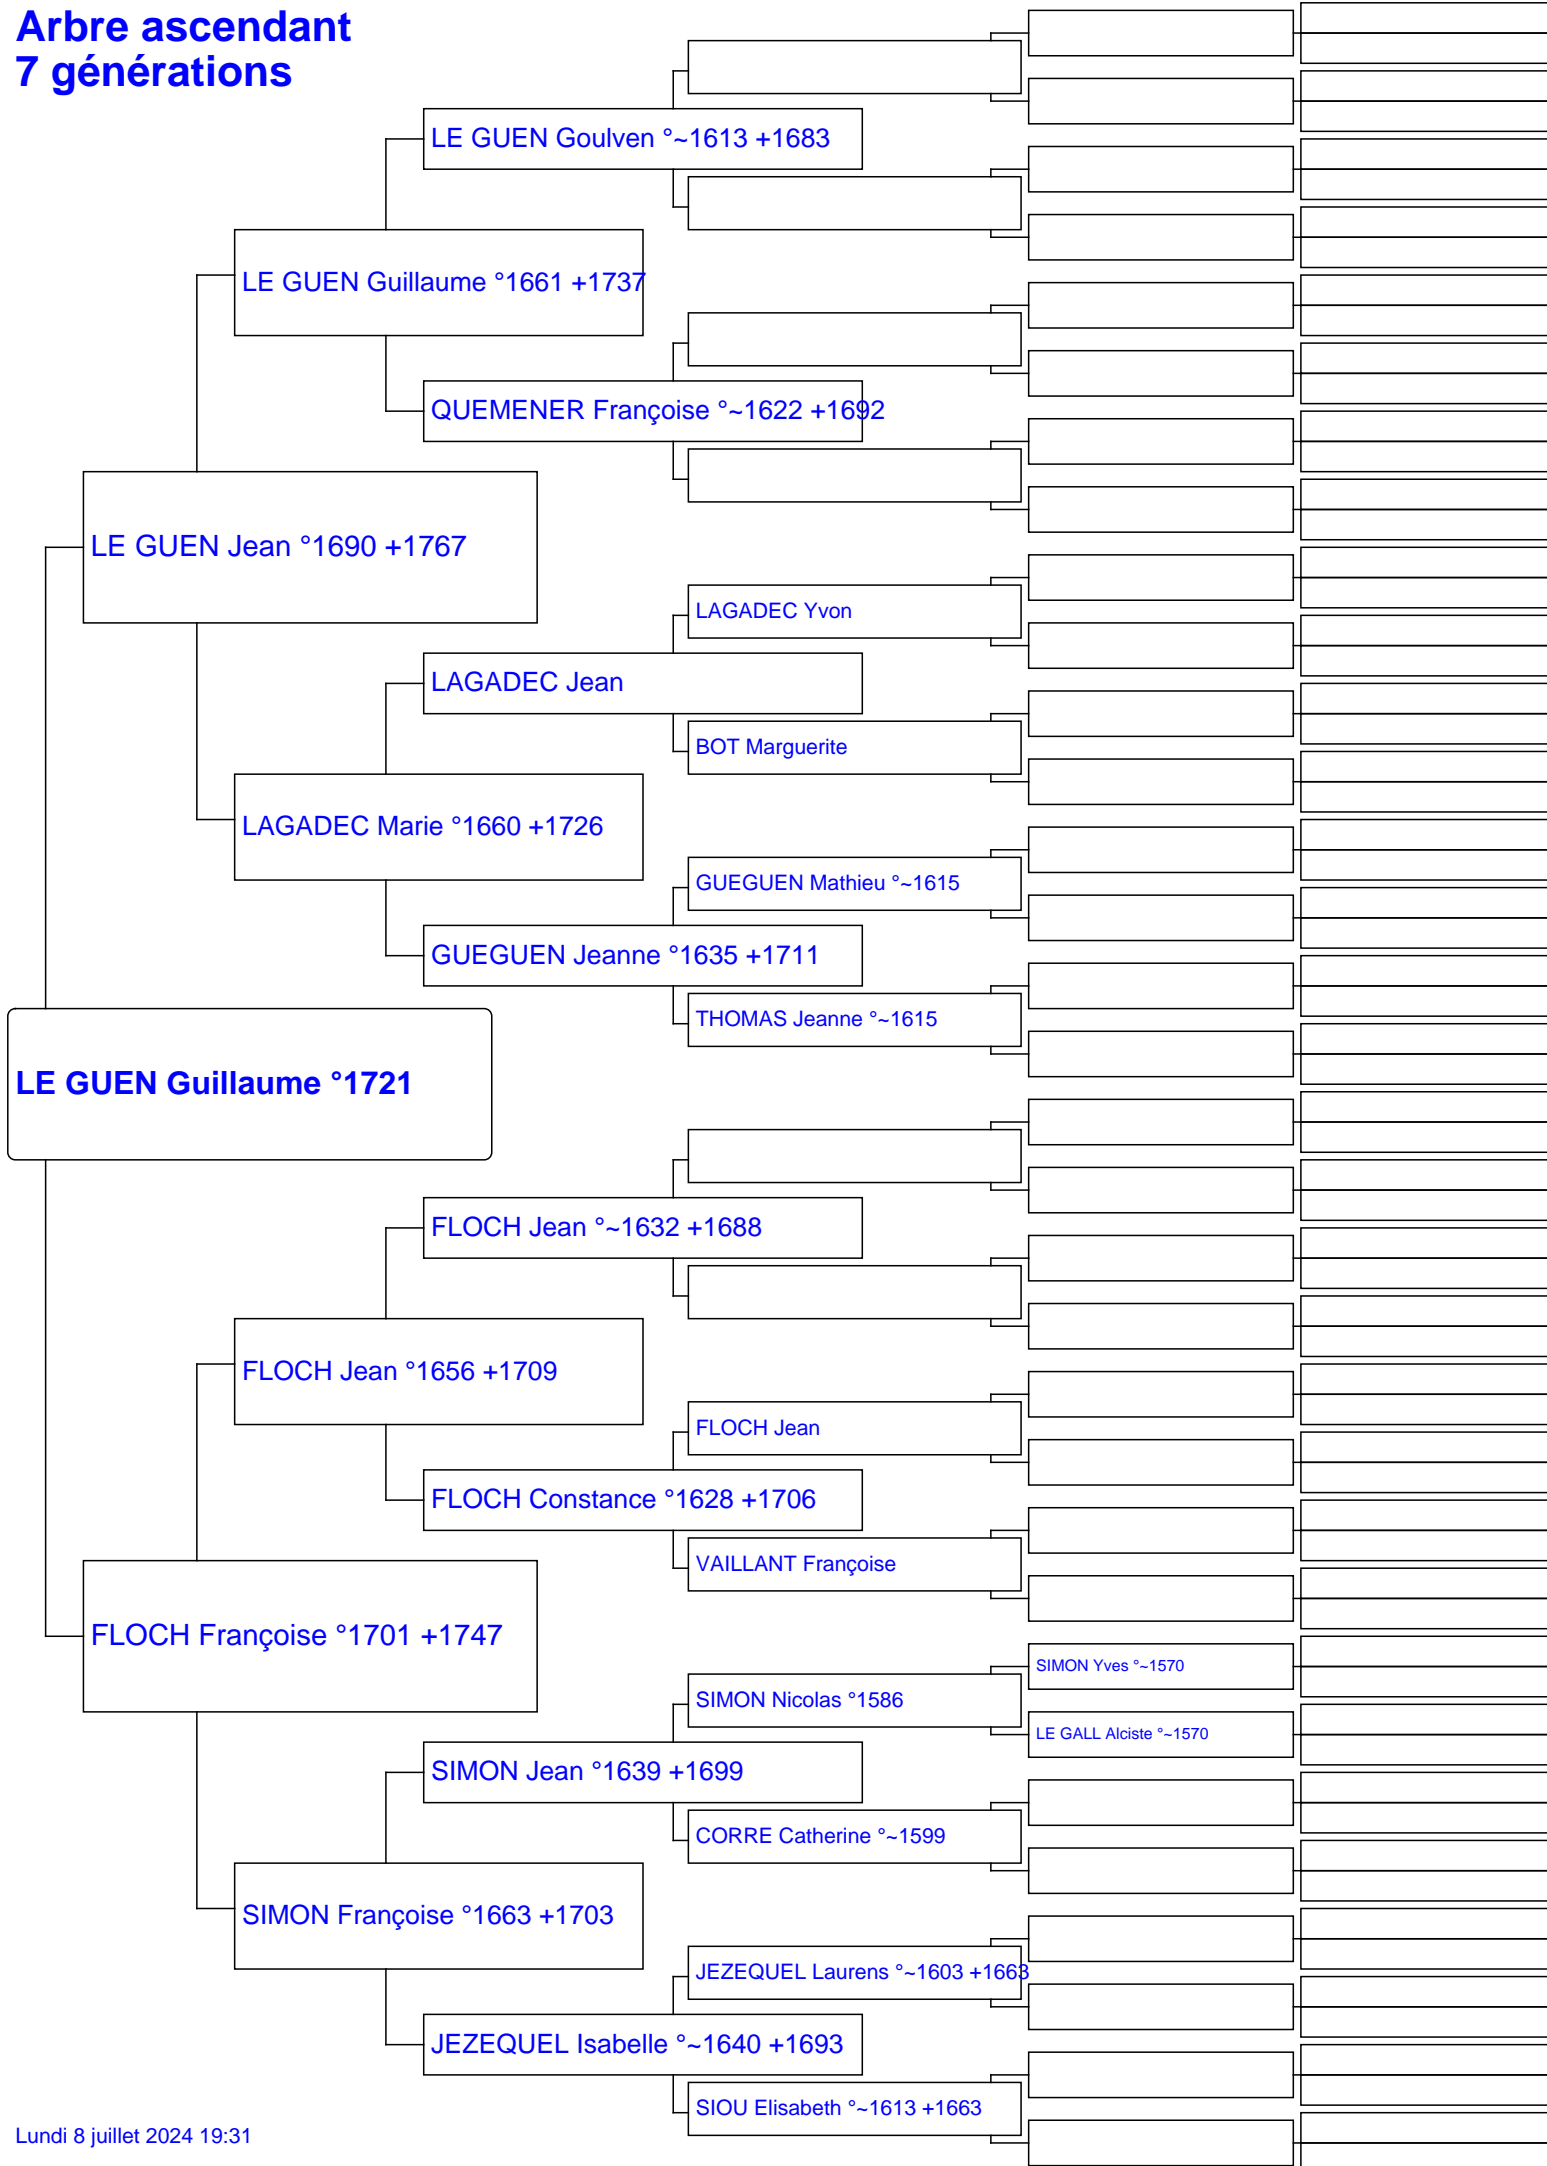 Arbre ascendant
7 générations
LE GUEN Goulven °~1613 +1683
LE GUEN Guillaume °1661 +1737
QUEMENER Françoise °~1622 +1692
LE GUEN Jean °1690 +1767
LAGADEC Yvon
LAGADEC Jean
BOT Marguerite
LAGADEC Marie °1660 +1726
GUEGUEN Mathieu °~1615
GUEGUEN Jeanne °1635 +1711
THOMAS Jeanne °~1615
LE GUEN Guillaume °1721
FLOCH Jean °~1632 +1688
FLOCH Jean °1656 +1709
FLOCH Jean
FLOCH Constance °1628 +1706
VAILLANT Françoise
FLOCH Françoise °1701 +1747
SIMON Yves °~1570
SIMON Nicolas °1586
LE GALL Alciste °~1570
SIMON Jean °1639 +1699
CORRE Catherine °~1599
SIMON Françoise °1663 +1703
JEZEQUEL Laurens °~1603 +1663
JEZEQUEL Isabelle °~1640 +1693
SIOU Elisabeth °~1613 +1663
Lundi 8 juillet 2024 19:31